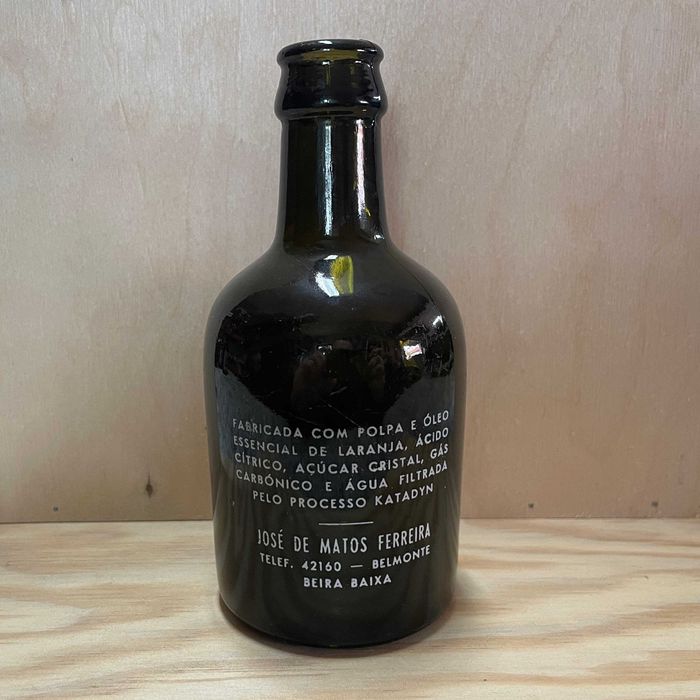 FABRICADA COM POLPA E ÓLEO
ESSENCIAL DE LARANJA, ÁCIDO
CÍTRICO, AÇÚCAR CRISTAL, GÁS
CARBÓNICO E ÁGUA FILTRADA
PELO PROCESSO KATADYN
JOSÉ DE MATOS FERREIRA
TELEF. 42160 — BELMONTE
BEIRA BAIXA